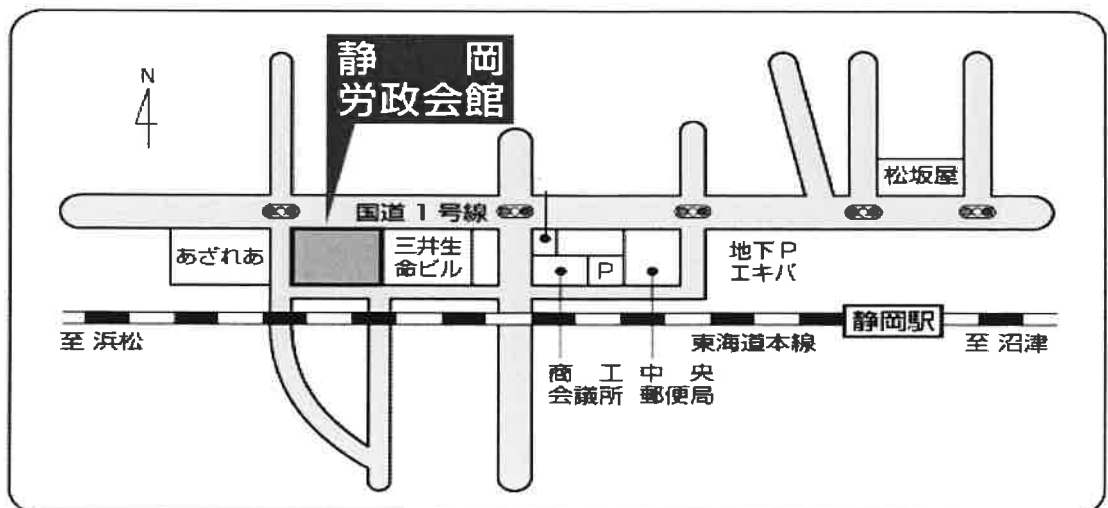 N
静岡
労政会館
松坂屋
国道1号線
あざれあ
三井生
命ビル
P
地下P
エキパ
静岡駅
至 浜松
東海道本線
至 沼津
商工
会議所
中央
郵便局